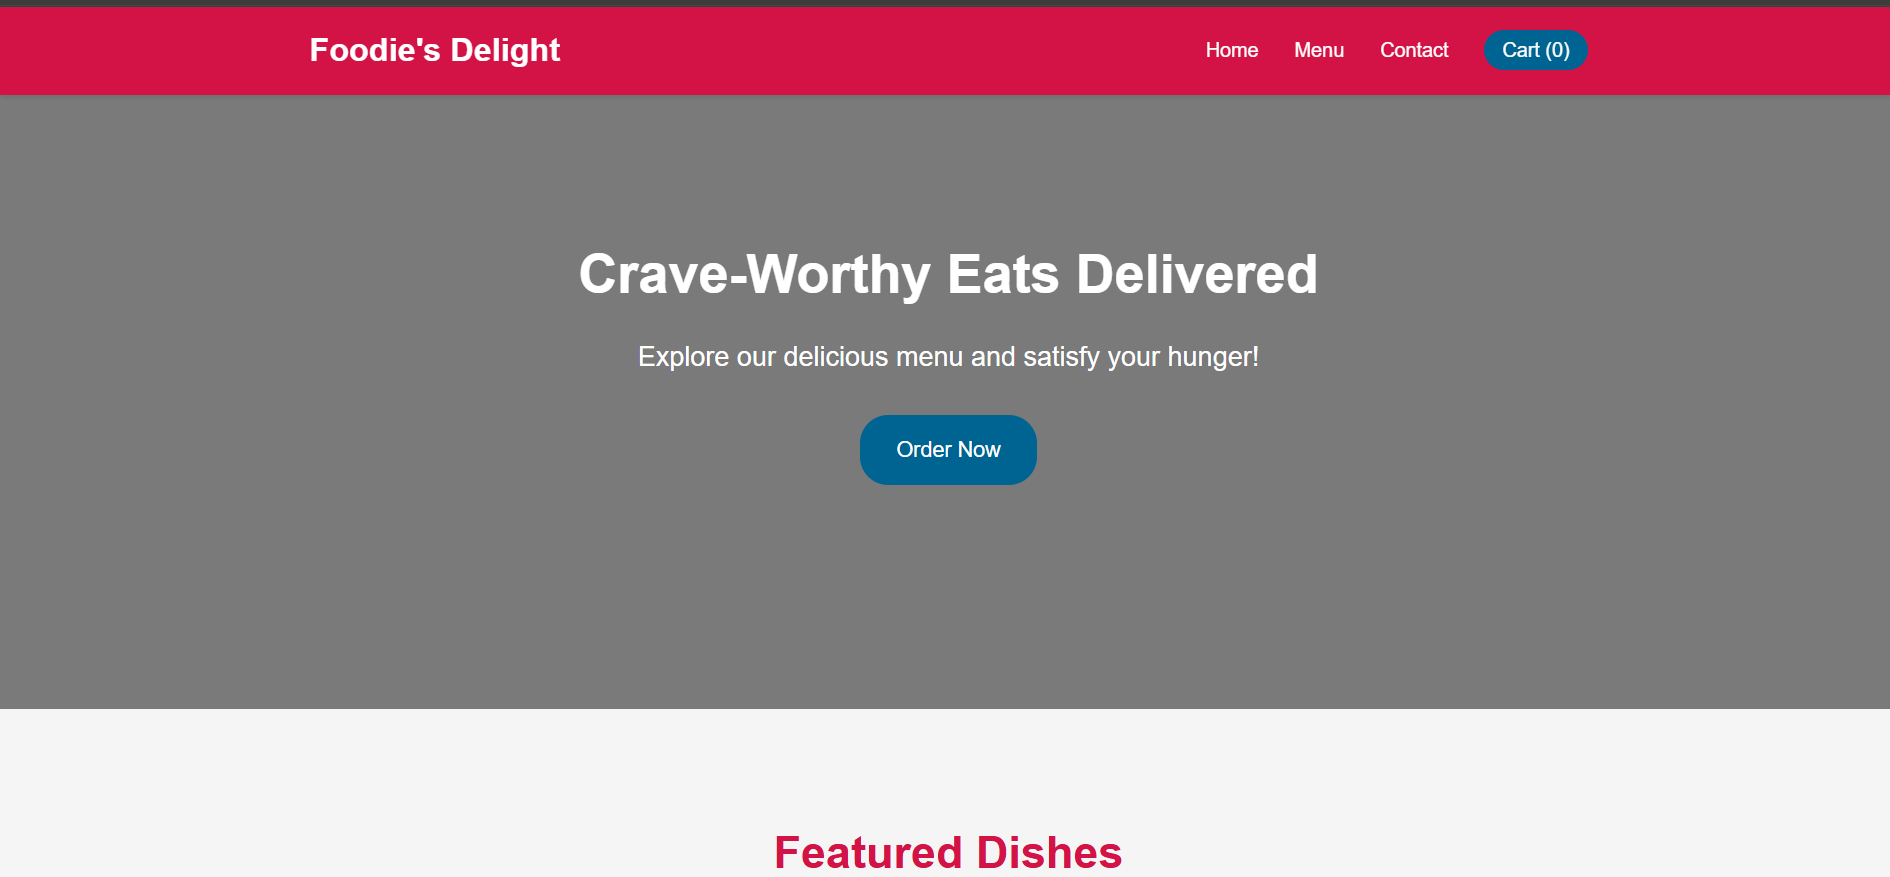 Foodie's Delight
Home Menu Contact Cart (0)
Crave-Worthy Eats Delivered
Explore our delicious menu and satisfy your hunger!
Order Now
Featured Dishes